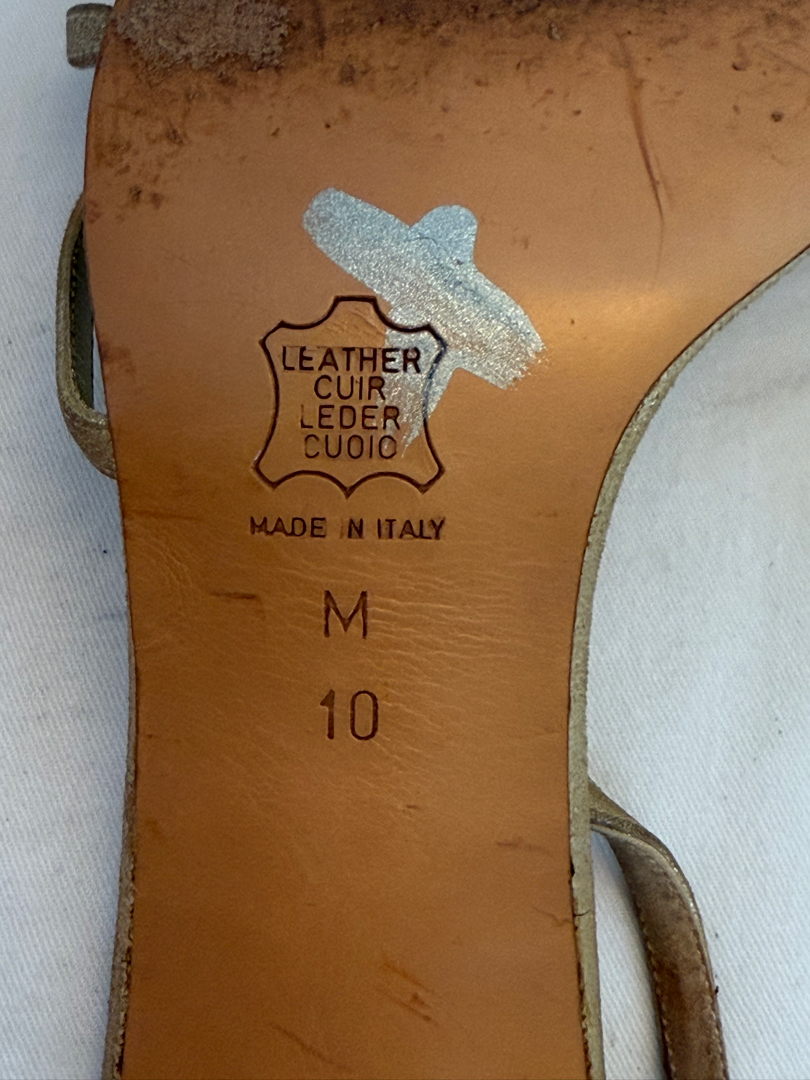 LEATHER
CUIR
LEDER
CUOIO
MADE IN ITALY
M
10